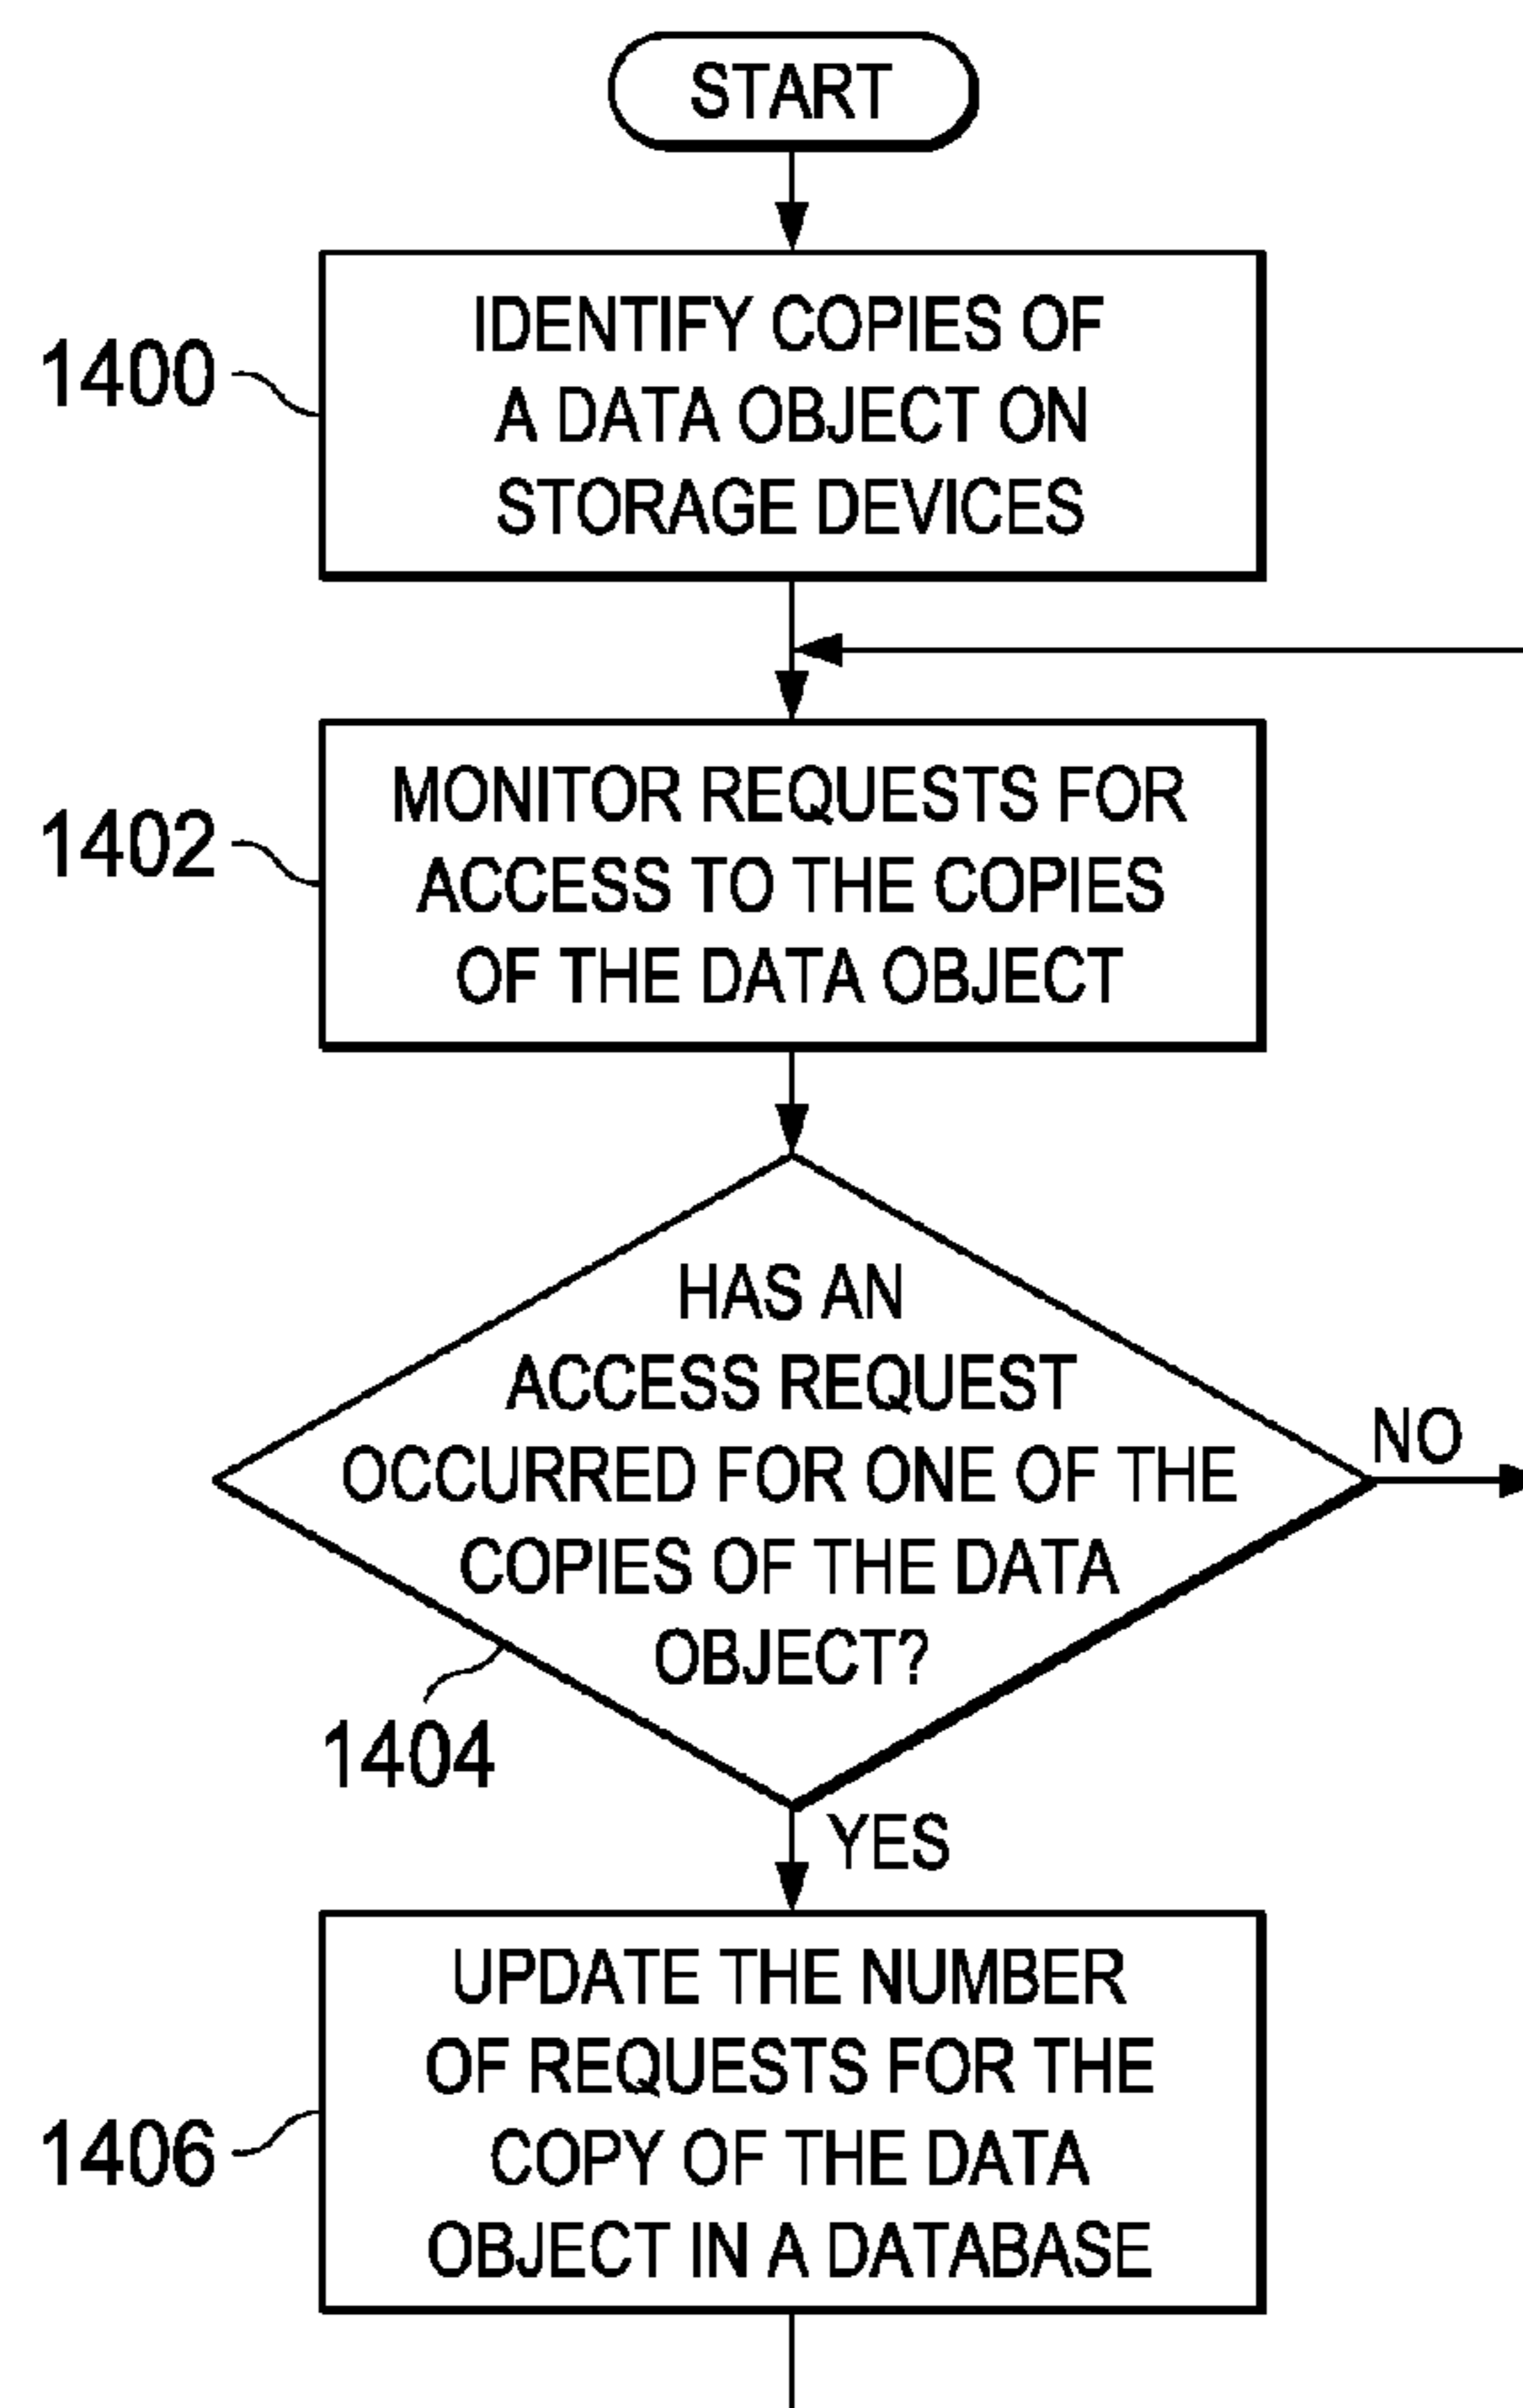 START
IDENTIFY COPIES OF
A DATA OBJECT ON
STORAGE DEVICES
1400
MONITOR REQUESTS FOR
ACCESS TO THE COPIES
OF THE DATA OBJECT
1402
HAS AN
ACCESS REQUEST
OCCURRED FOR ONE OF THE
COPIES OF THE DATA
OBJECT?
NO
1404
YES
UPDATE THE NUMBER
OF REQUESTS FOR THE
COPY OF THE DATA
OBJECT IN A DATABASE
1406